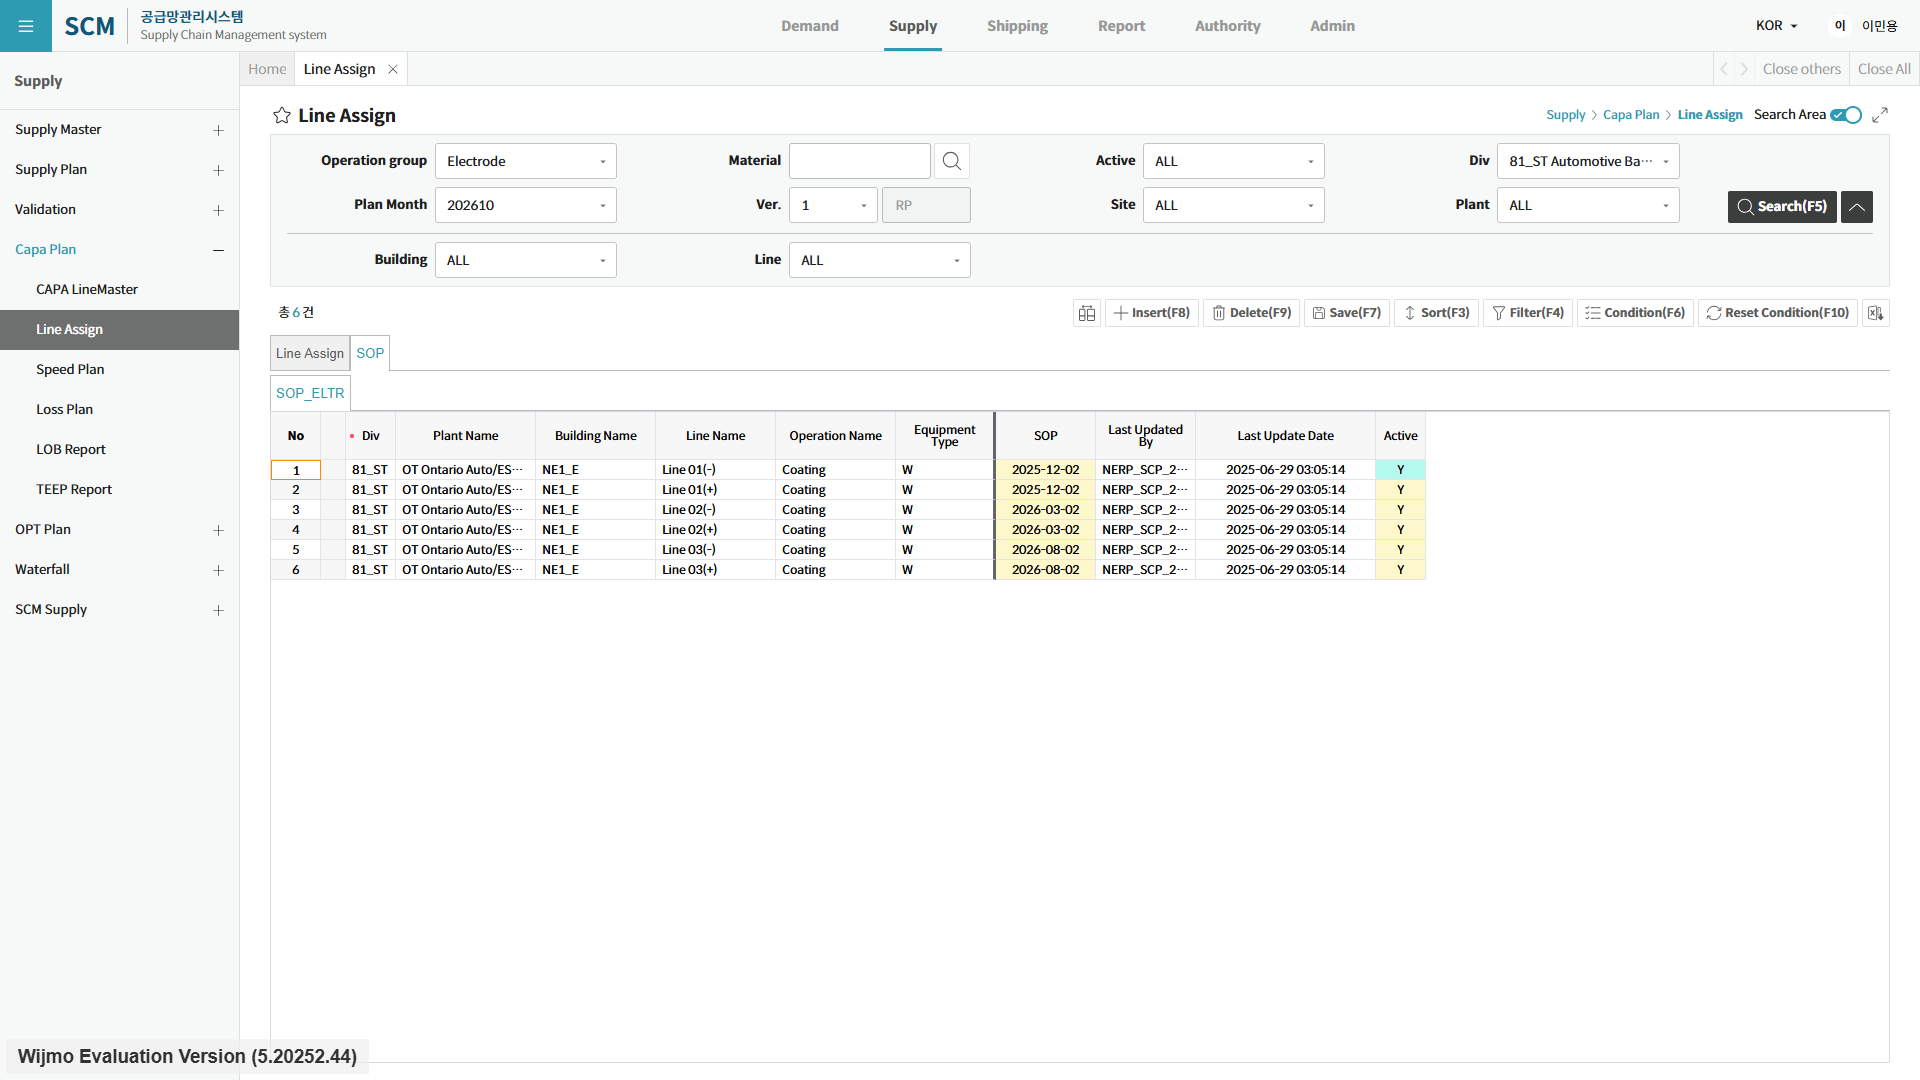 SCM 공급망관리시스템
Supply Chain Management system
Demand Supply Shipping Report Authority Admin
KOR 이 이민용
Supply
Home Line Assign
Close others Close All
Supply Master
Supply Plan
Validation
Capa Plan
CAPA LineMaster
Line Assign
Speed Plan
Loss Plan
LOB Report
TEEP Report
OPT Plan
Waterfall
SCM Supply
Line Assign
Supply > Capa Plan > Line Assign Search Area
Operation group Electrode Material Active ALL Div 81_ST Automotive Ba···
Plan Month 202610 Ver. 1 RP Site ALL Plant ALL Search(F5)
Building ALL Line ALL
총 6 건
Insert(F8) Delete(F9) Save(F7) Sort(F3) Filter(F4) Condition(F6) Reset Condition(F10)
Line Assign SOP
SOP_ELTR
No Div Plant Name Building Name Line Name Operation Name Equipment Type SOP Last Updated By Last Update Date Active
1 81_ST OT Ontario Auto/ES··· NE1_E Line 01(-) Coating W 2025-12-02 NERP_SCP_2··· 2025-06-29 03:05:14 Y
2 81_ST OT Ontario Auto/ES··· NE1_E Line 01(+) Coating W 2025-12-02 NERP_SCP_2··· 2025-06-29 03:05:14 Y
3 81_ST OT Ontario Auto/ES··· NE1_E Line 02(-) Coating W 2026-03-02 NERP_SCP_2··· 2025-06-29 03:05:14 Y
4 81_ST OT Ontario Auto/ES··· NE1_E Line 02(+) Coating W 2026-03-02 NERP_SCP_2··· 2025-06-29 03:05:14 Y
5 81_ST OT Ontario Auto/ES··· NE1_E Line 03(-) Coating W 2026-08-02 NERP_SCP_2··· 2025-06-29 03:05:14 Y
6 81_ST OT Ontario Auto/ES··· NE1_E Line 03(+) Coating W 2026-08-02 NERP_SCP_2··· 2025-06-29 03:05:14 Y
Wijmo Evaluation Version (5.20252.44)